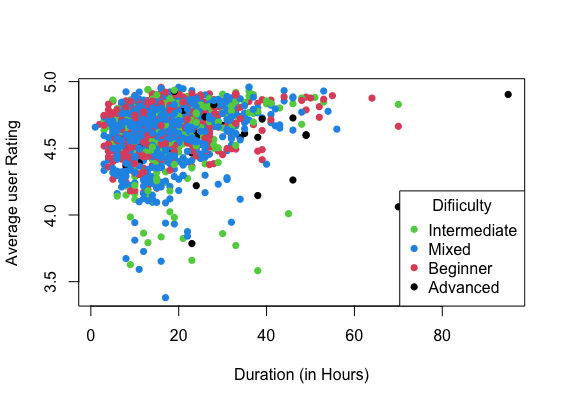 5.0
4.5
4.0
3.5
Average user Rating
0 20 40 60 80
Duration (in Hours)
Difiiculty
Intermediate
Mixed
Beginner
Advanced